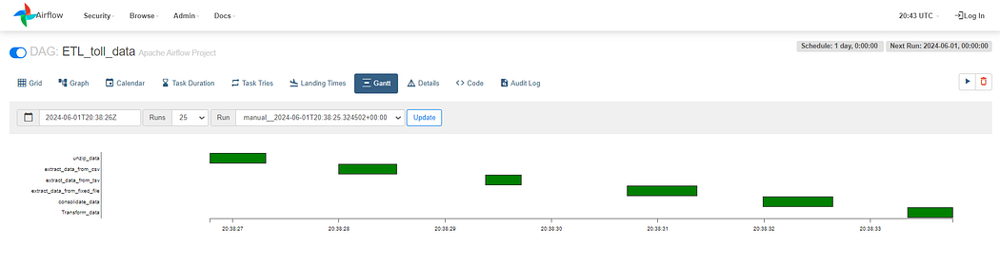 Airflow Security Browse Admin Docs 20:43 UTC Log In
DAG: ETL_toll_data Apache Airflow Project Schedule: 1 day, 0:00:00 Next Run: 2024-06-01, 00:00:00
Grid Graph Calendar Task Duration Task Tries Landing Times Gantt Details <> Code Audit Log
2024-06-01T20:38:26Z Runs 25 Run manual__2024-06-01T20:38:25.324502+00:00 Update
unzip_data
extract_data_from_csv
extract_data_from_tsv
extract_data_from_fixed_file
consolidate_data
Transform_data
20:38:27 20:38:28 20:38:29 20:38:30 20:38:31 20:38:32 20:38:33